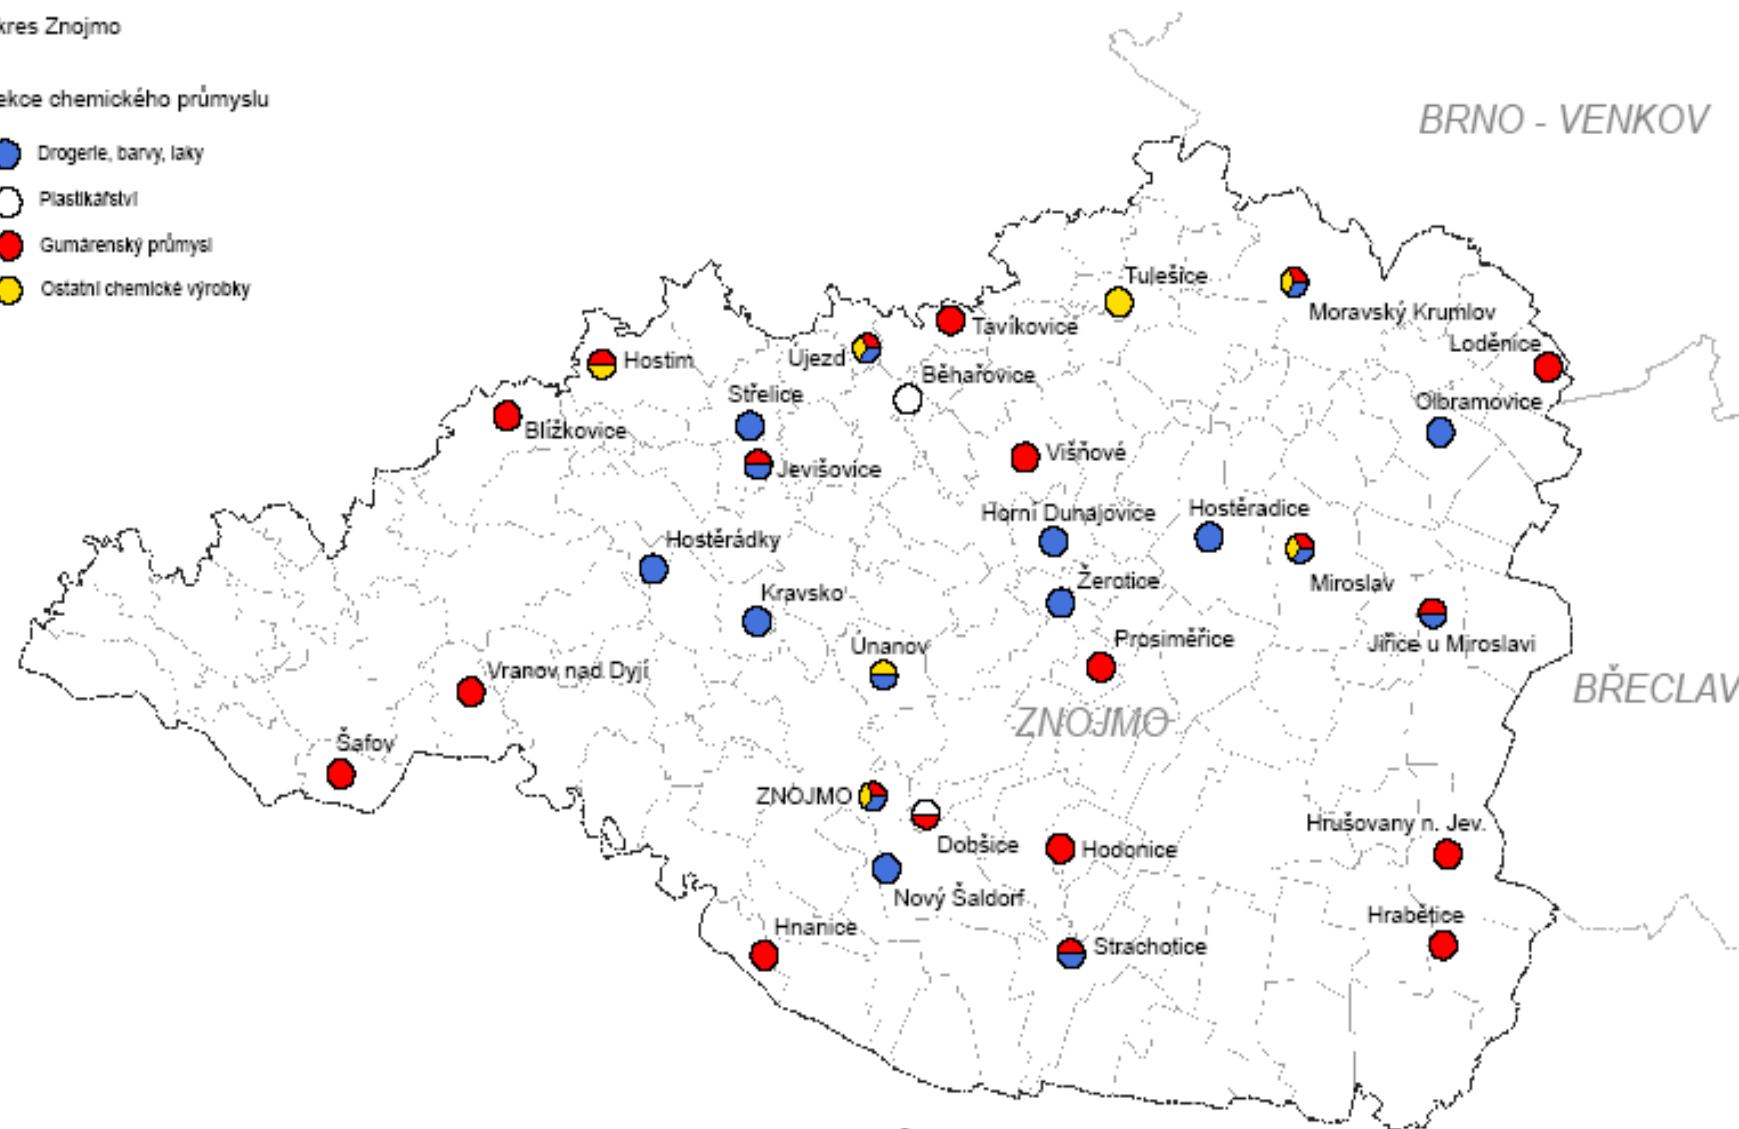 kres Znojmo
ekce chemického průmyslu
Drogerie, barvy, laky
Plastikářství
Gumárenský průmysl
Ostatní chemické výrobky
BRNO - VENKOV
Tulešice
Moravský Krumlov
Tavíkovice
Loděnice
Újezd
Hostim
Běhařovice
Střelice
Olbramovice
Blížkovice
Višňové
Jevišovice
Horní Dunajovice
Hostěradice
Hostěrádky
Žerotice
Miroslav
Kravsko
Prosiměřice
Jiřice u Miroslavi
Únanov
Vranov nad Dyjí
BŘECLAV
ZNOJMO
Šafov
ZNOJMO
Hrušovany n. Jev.
Dobšice
Hodonice
Nový Šaldorf
Hrabětice
Hnanice
Strachotice